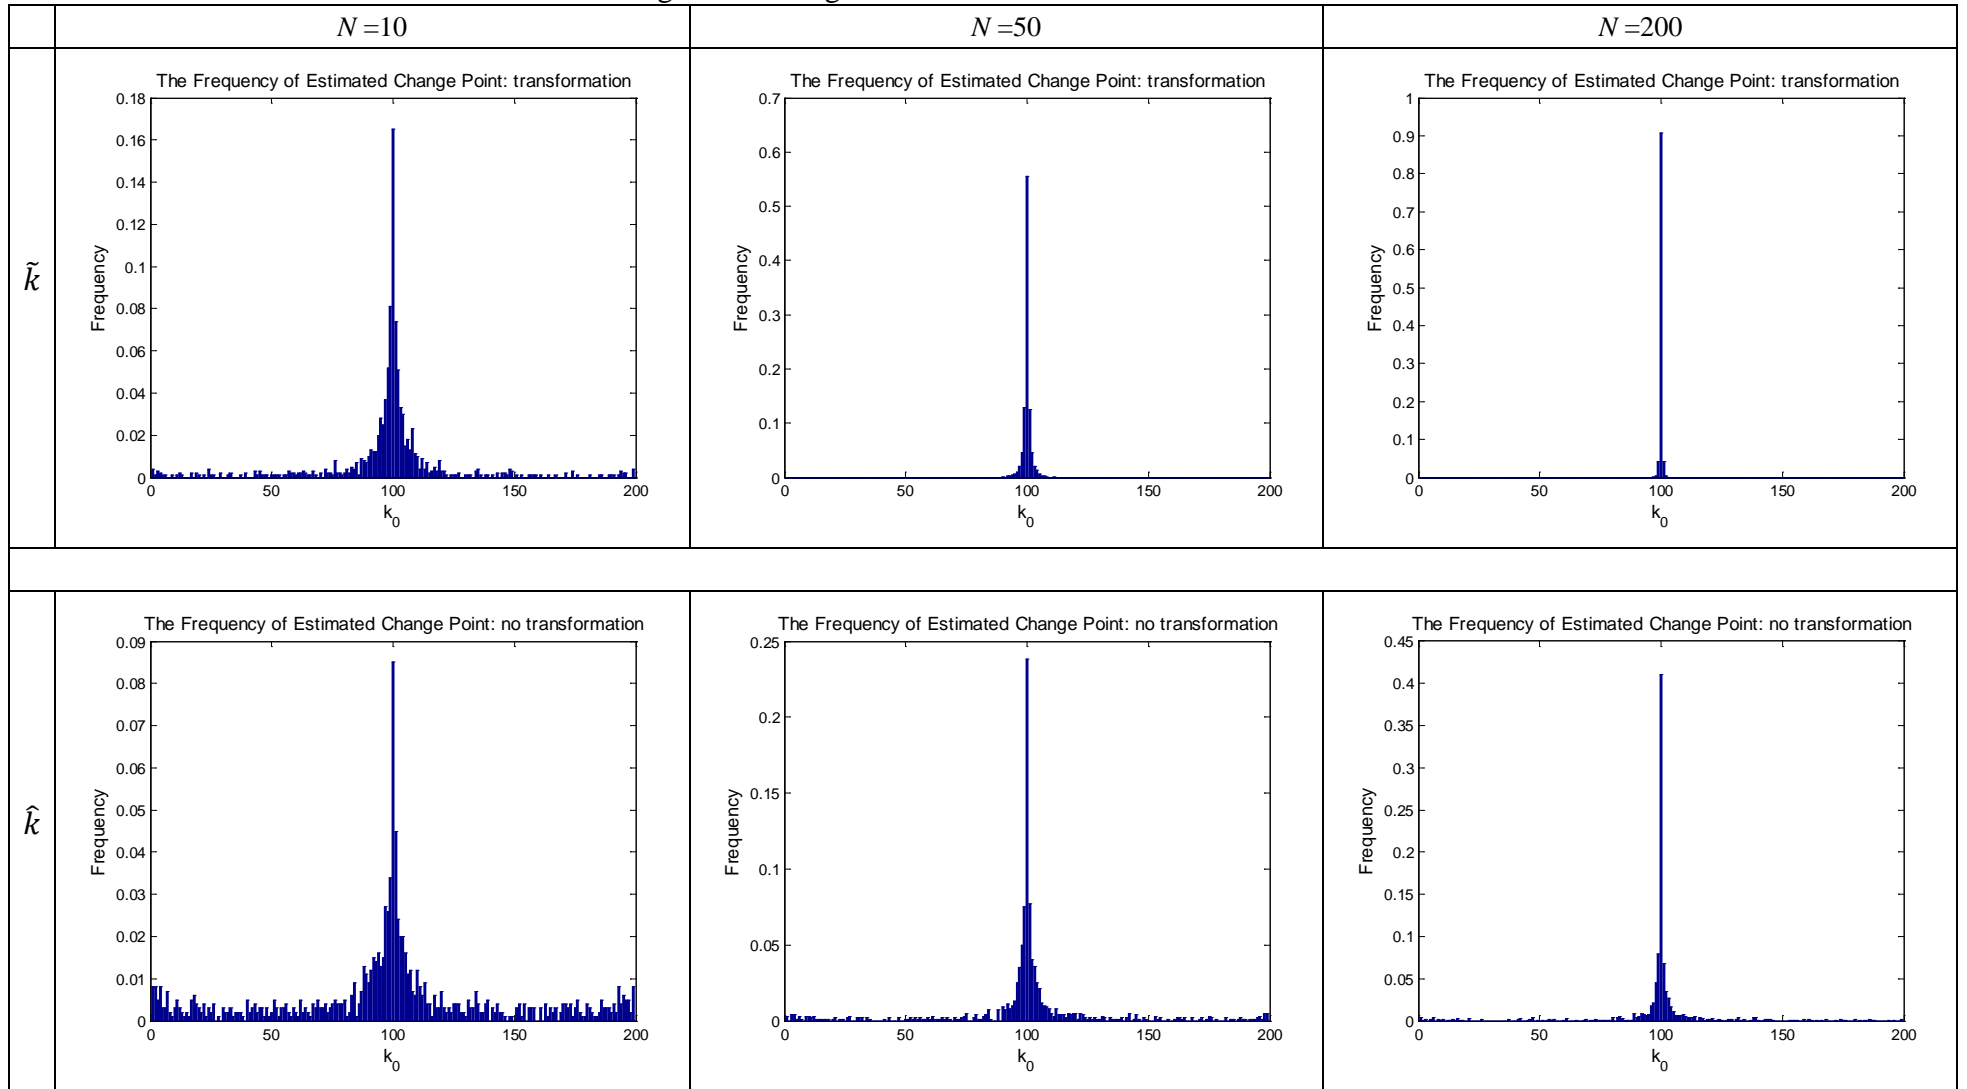 N =10 N =50 N =200
k̃
The Frequency of Estimated Change Point: transformation
0.18
0.16
0.14
0.12
0.1
0.08
0.06
0.04
0.02
0
Frequency
0 50 100 150 200
k0
The Frequency of Estimated Change Point: transformation
0.7
0.6
0.5
0.4
0.3
0.2
0.1
0
Frequency
0 50 100 150 200
k0
The Frequency of Estimated Change Point: transformation
1
0.9
0.8
0.7
0.6
0.5
0.4
0.3
0.2
0.1
0
Frequency
0 50 100 150 200
k0
k̂
The Frequency of Estimated Change Point: no transformation
0.09
0.08
0.07
0.06
0.05
0.04
0.03
0.02
0.01
0
Frequency
0 50 100 150 200
k0
The Frequency of Estimated Change Point: no transformation
0.25
0.2
0.15
0.1
0.05
0
Frequency
0 50 100 150 200
k0
The Frequency of Estimated Change Point: no transformation
0.45
0.4
0.35
0.3
0.25
0.2
0.15
0.1
0.05
0
Frequency
0 50 100 150 200
k0